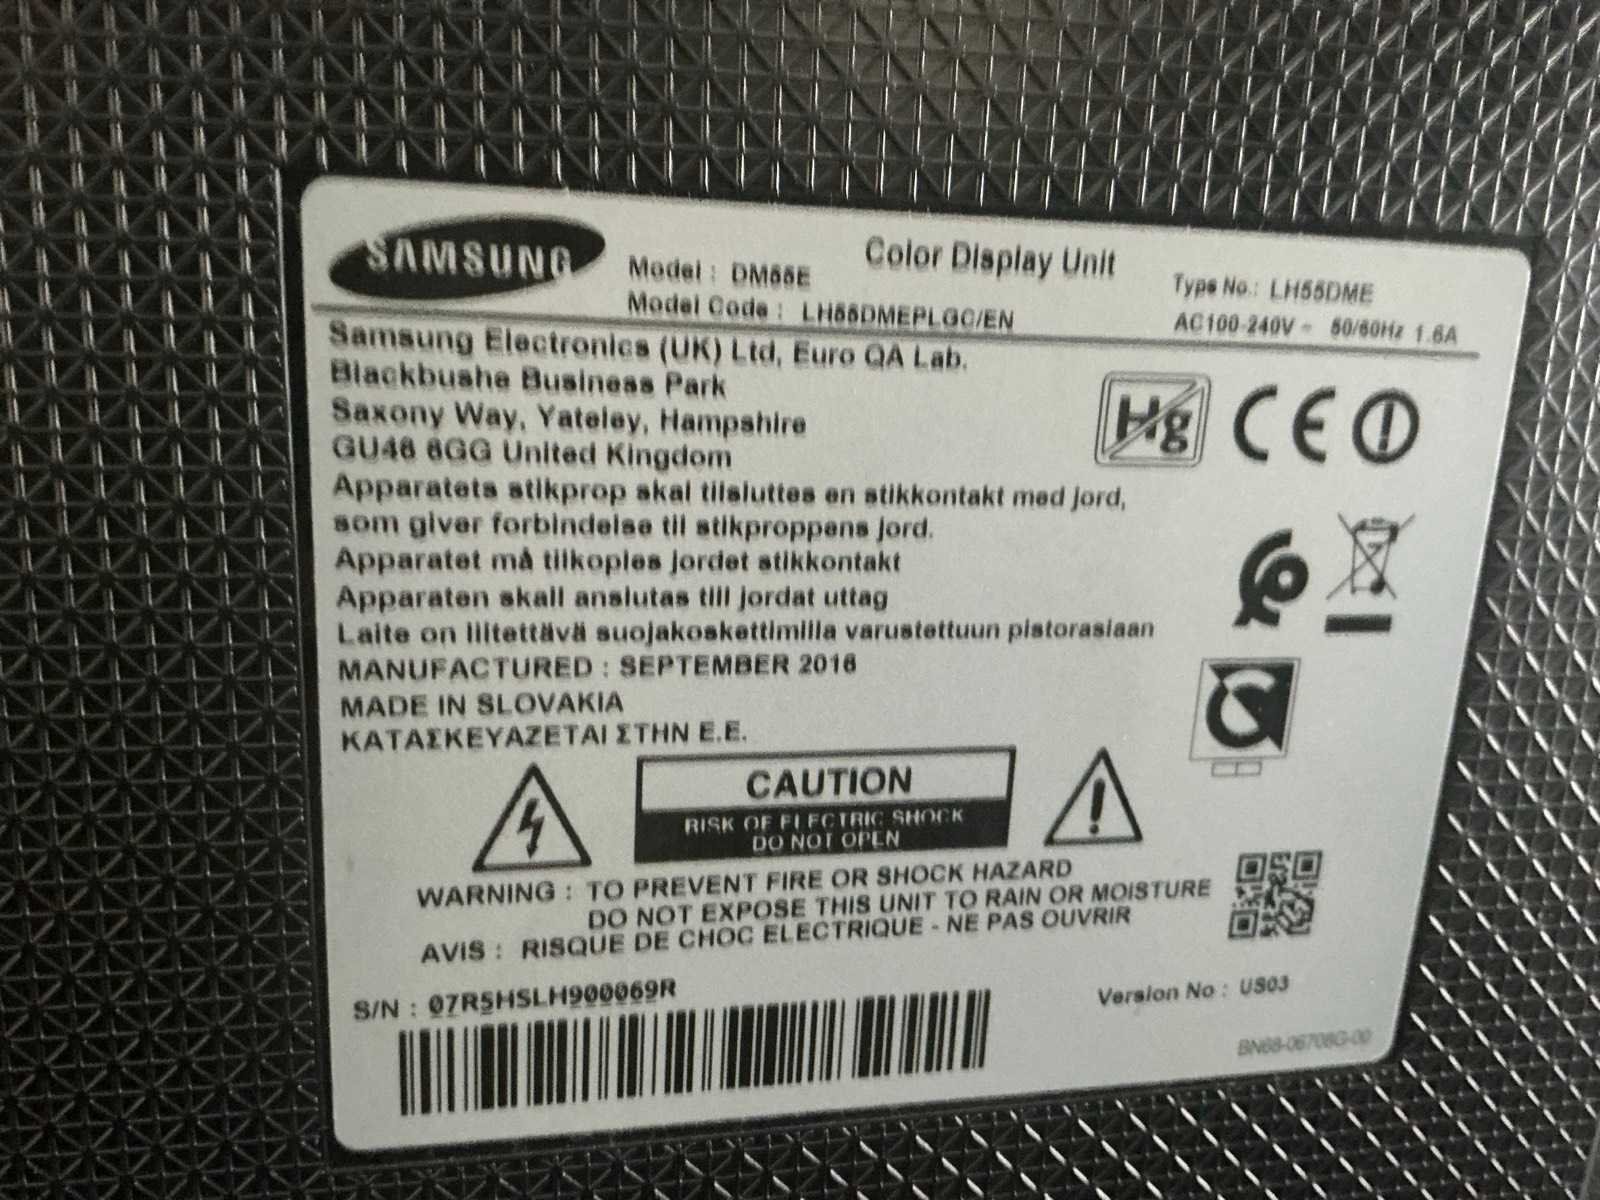 SAMSUNG
Color Display Unit
Model : DM55E
Type No.: LH55DME
Model Code : LH55DMEPLGC/EN
AC100-240V~ 50/60Hz 1.6A
Samsung Electronics (UK) Ltd, Euro QA Lab.
Blackbushe Business Park
Saxony Way, Yateley, Hampshire
GU46 6GG United Kingdom
Hg
CE
Apparatets stikprop skal tilsluttes en stikkontakt med jord,
som giver forbindelse til stikproppens jord.
Apparatet må tilkoples jordet stikkontakt
Apparaten skall anslutas till jordat uttag
Laite on liitettävä suojakoskettimilla varustettuun pistorasiaan
MANUFACTURED : SEPTEMBER 2016
MADE IN SLOVAKIA
ΚΑΤΑΣΚΕΥΑΖΕΤΑΙ ΣΤΗΝ Ε.Ε.
CAUTION
RISK OF ELECTRIC SHOCK
DO NOT OPEN
WARNING : TO PREVENT FIRE OR SHOCK HAZARD
DO NOT EXPOSE THIS UNIT TO RAIN OR MOISTURE
AVIS : RISQUE DE CHOC ELECTRIQUE - NE PAS OUVRIR
S/N : 07R5HSLH900069R
Version No : US03
BN68-06708G-00